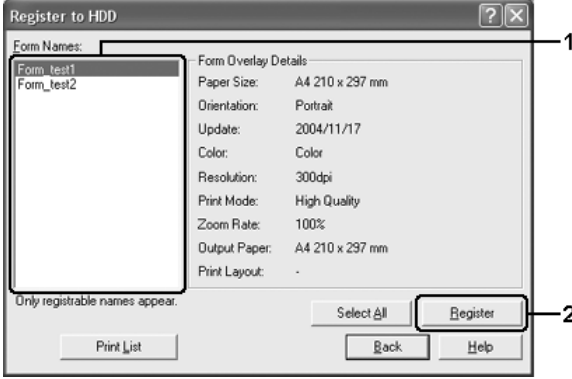 Register to HDD
Form Names:
1
Form_test1
Form_test2
Form Overlay Details
Paper Size: A4 210 x 297 mm
Orientation: Portrait
Update: 2004/11/17
Color: Color
Resolution: 300dpi
Print Mode: High Quality
Zoom Rate: 100%
Output Paper: A4 210 x 297 mm
Print Layout: -
Only registrable names appear.
Select All
Register
2
Print List
Back
Help